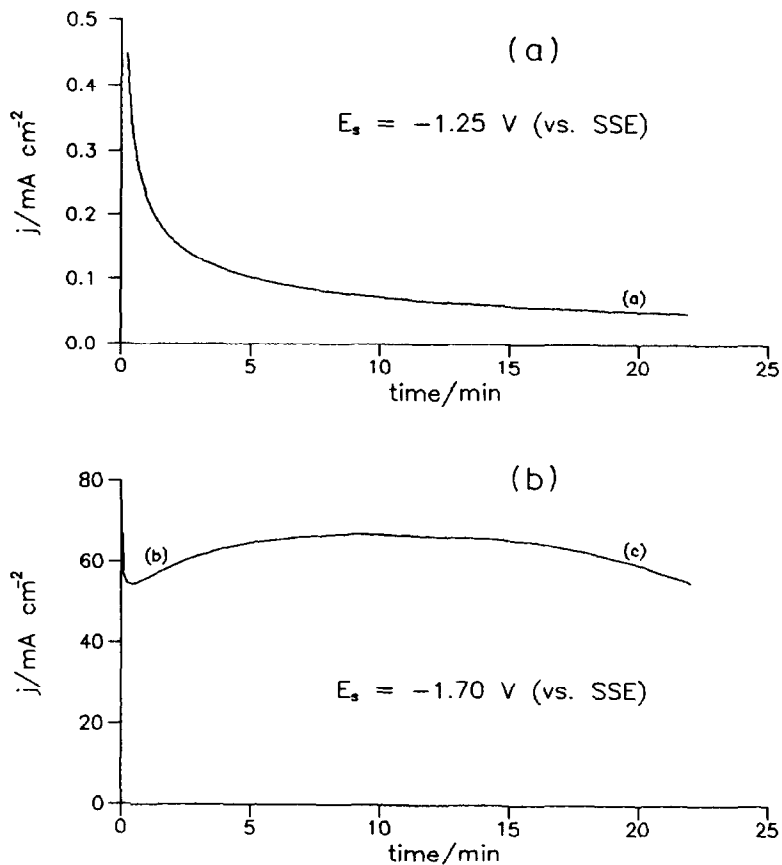 (a)
E_s = −1.25 V (vs. SSE)
j/mA cm⁻²
0.5
0.4
0.3
0.2
0.1
0.0
(a)
0 5 10 15 20 25
time/min
(b)
j/mA cm⁻²
80
60
40
20
0
(b) (c)
E_s = −1.70 V (vs. SSE)
0 5 10 15 20 25
time/min